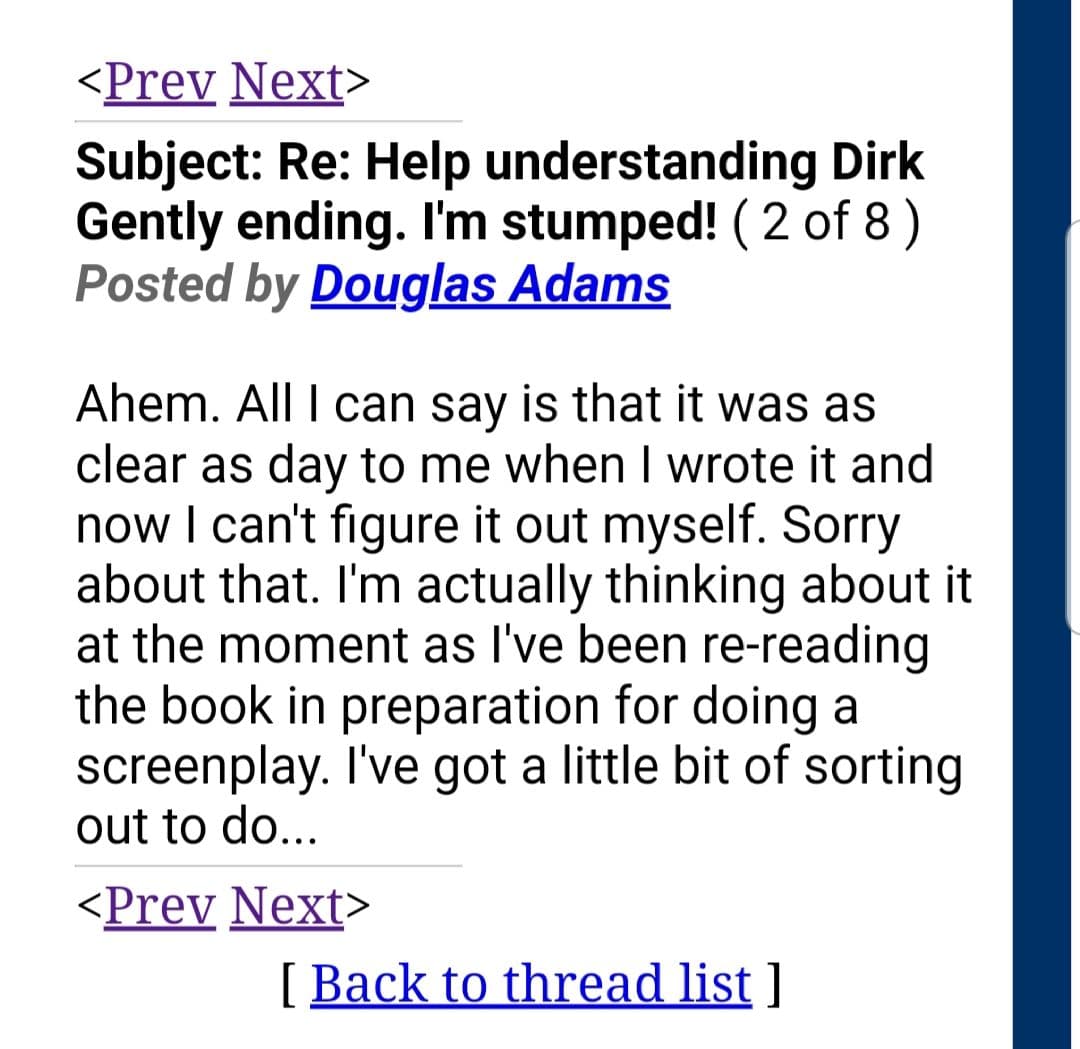 <Prev Next>
Subject: Re: Help understanding Dirk
Gently ending. I'm stumped! ( 2 of 8 )
Posted by Douglas Adams
Ahem. All I can say is that it was as
clear as day to me when I wrote it and
now I can't figure it out myself. Sorry
about that. I'm actually thinking about it
at the moment as I've been re-reading
the book in preparation for doing a
screenplay. I've got a little bit of sorting
out to do...
<Prev Next>
[ Back to thread list ]